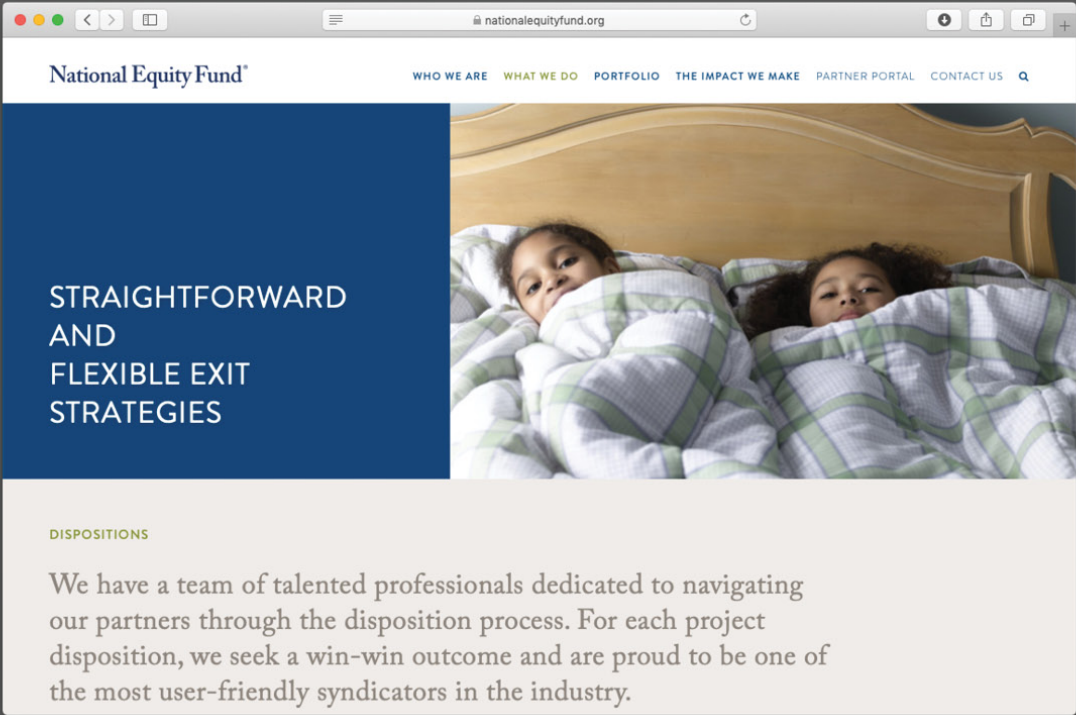 nationalequityfund.org
National Equity Fund®
WHO WE ARE WHAT WE DO PORTFOLIO THE IMPACT WE MAKE PARTNER PORTAL CONTACT US
STRAIGHTFORWARD
AND
FLEXIBLE EXIT
STRATEGIES
DISPOSITIONS
We have a team of talented professionals dedicated to navigating
our partners through the disposition process. For each project
disposition, we seek a win-win outcome and are proud to be one of
the most user-friendly syndicators in the industry.